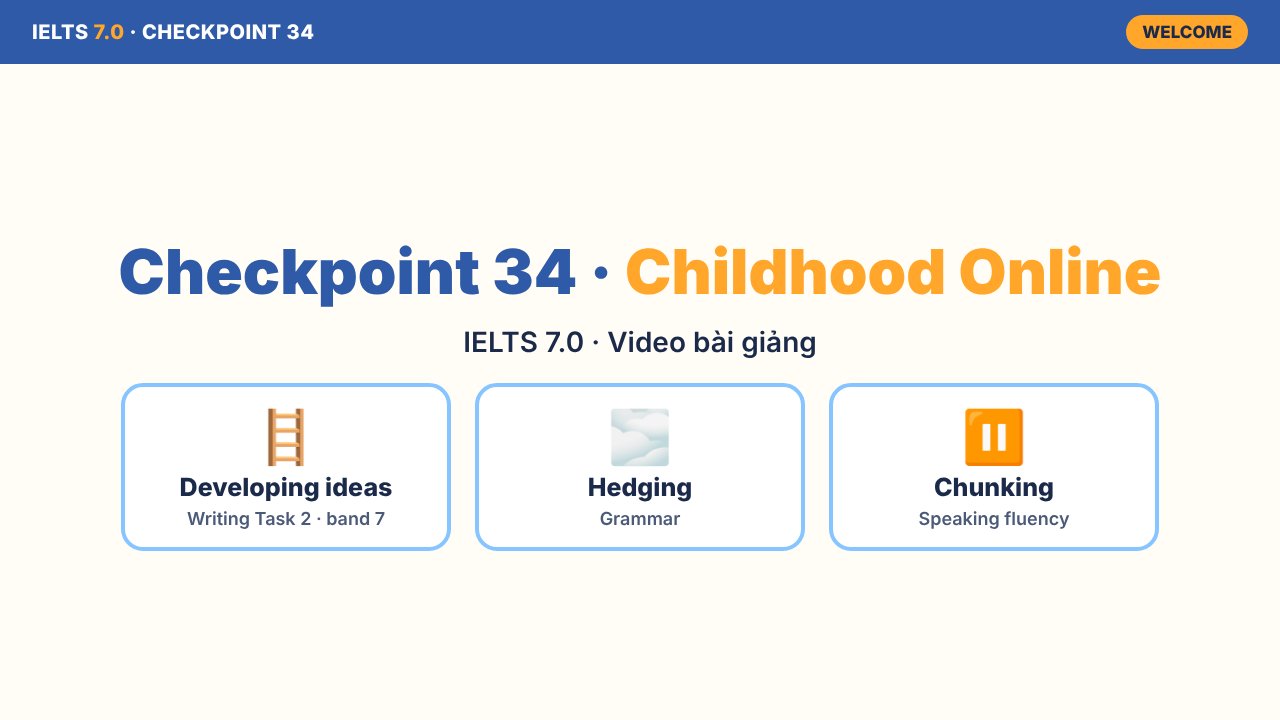 IELTS 7.0 · CHECKPOINT 34
WELCOME
Checkpoint 34 · Childhood Online
IELTS 7.0 · Video bài giảng
Developing ideas
Writing Task 2 · band 7
Hedging
Grammar
Chunking
Speaking fluency